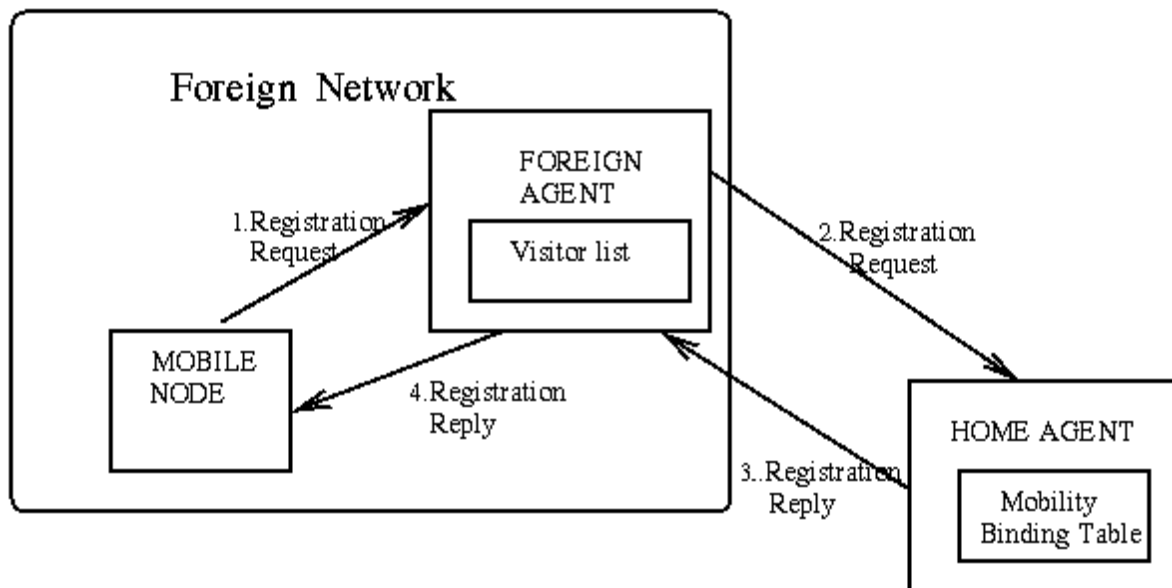 Foreign Network
FOREIGN
AGENT
Visitor list
1.Registration
Request
2.Registration
Request
MOBILE
NODE
4.Registration
Reply
HOME AGENT
3..Registration
Reply
Mobility
Binding Table